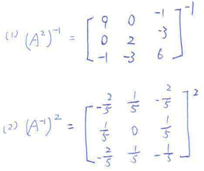 (1) (A²)⁻¹ = [9 0 -1
0 2 -3
-1 -3 6]⁻¹
(2) (A⁻¹)² = [-2/5 1/5 -2/5
1/5 0 1/5
-2/5 1/5 -1/5]²